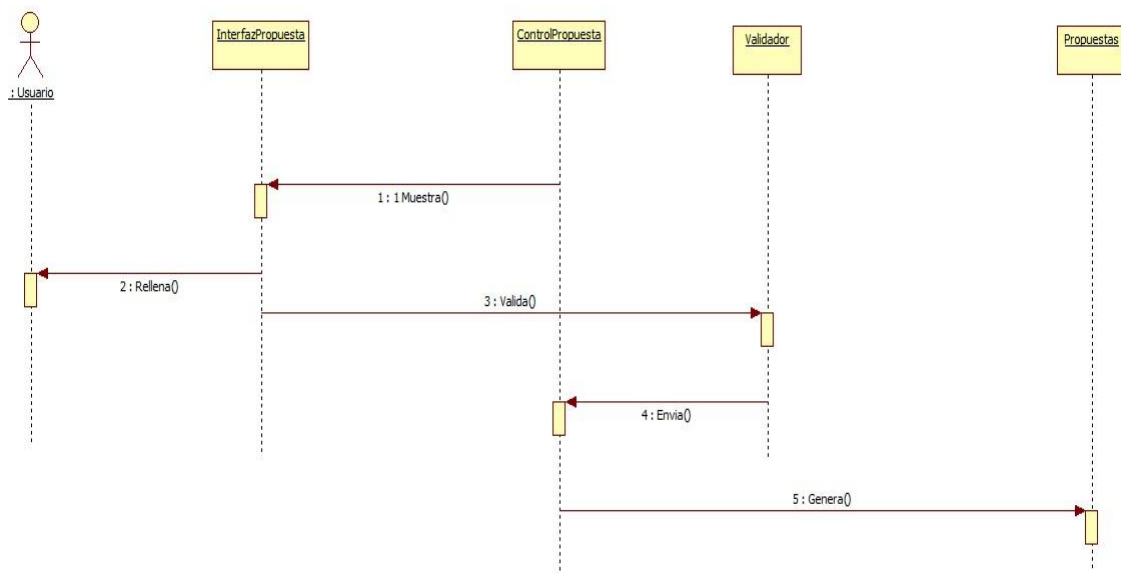 InterfazPropuesta
ControlPropuesta
Validador
Propuestas
: Usuario
1 : 1 Muestra()
2 : Rellena()
3 : Valida()
4 : Envia()
5 : Genera()